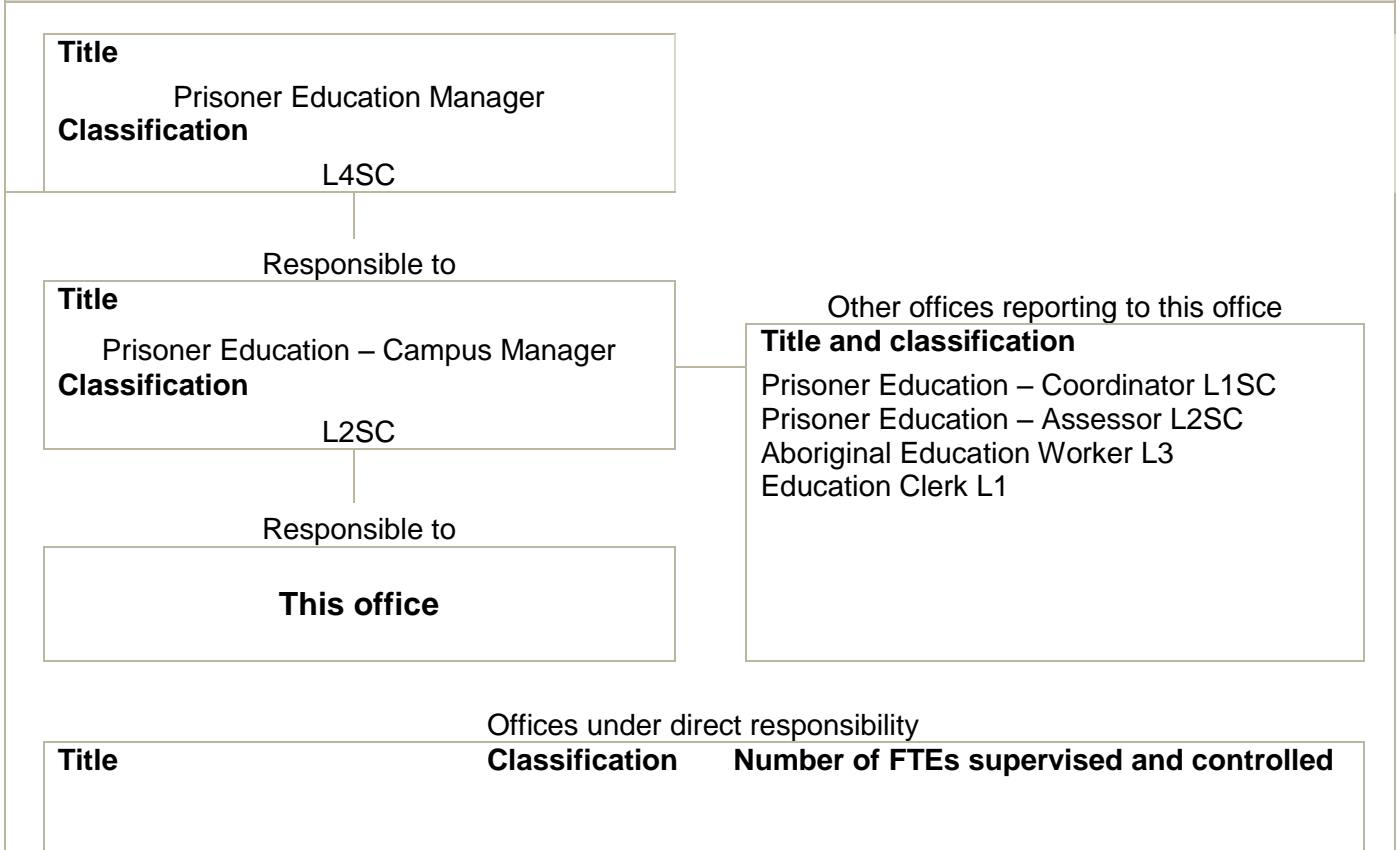 Title
Prisoner Education Manager
Classification
L4SC
Responsible to
Title
Prisoner Education – Campus Manager
Classification
L2SC
Other offices reporting to this office
Title and classification
Prisoner Education – Coordinator L1SC
Prisoner Education – Assessor L2SC
Aboriginal Education Worker L3
Education Clerk L1
Responsible to
This office
Offices under direct responsibility
Title Classification Number of FTEs supervised and controlled